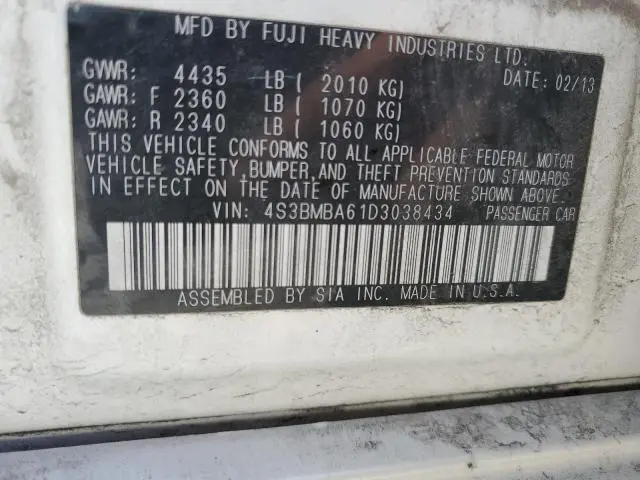 MFD BY FUJI HEAVY INDUSTRIES LTD.
GVWR: 4435 LB ( 2010 KG) DATE: 02/13
GAWR: F 2360 LB ( 1070 KG)
GAWR: R 2340 LB ( 1060 KG)
THIS VEHICLE CONFORMS TO ALL APPLICABLE FEDERAL MOTOR
VEHICLE SAFETY, BUMPER, AND THEFT PREVENTION STANDARDS
IN EFFECT ON THE DATE OF MANUFACTURE SHOWN ABOVE.
VIN: 4S3BMBA61D3038434 PASSENGER CAR
ASSEMBLED BY SIA INC. MADE IN U.S.A.